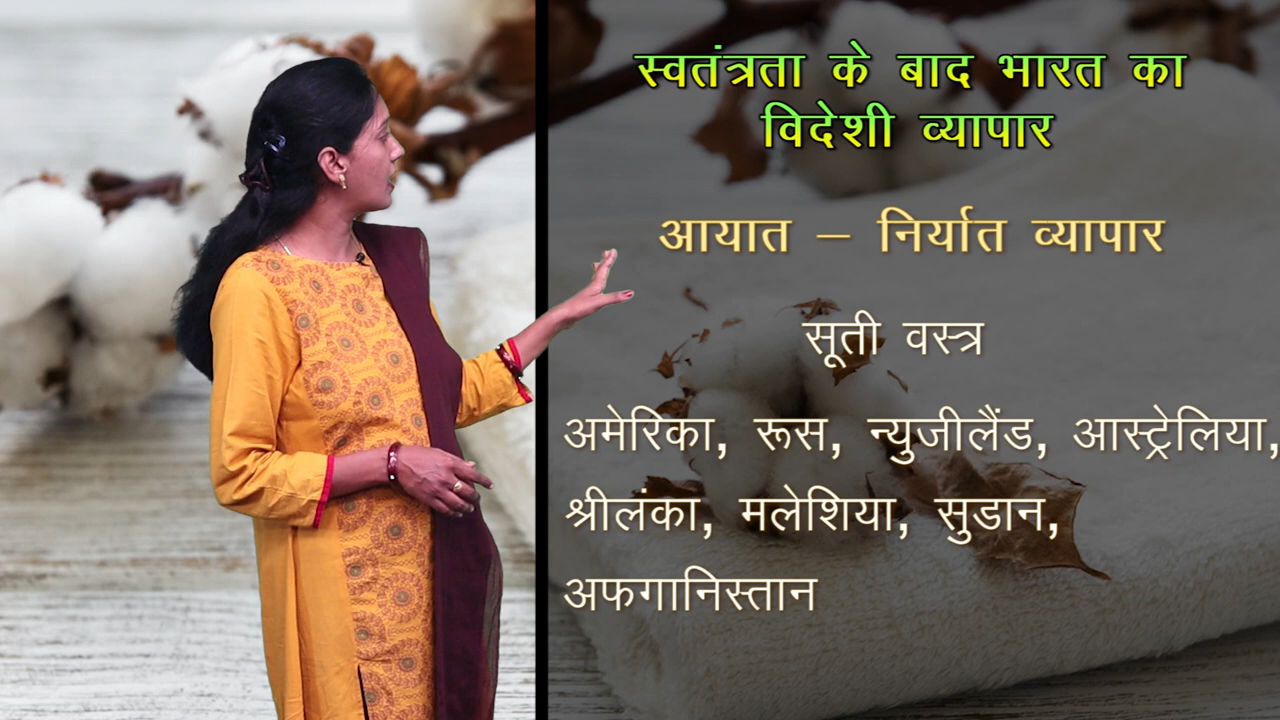 स्वतंत्रता के बाद भारत का
विदेशी व्यापार
आयात – निर्यात व्यापार
सूती वस्त्र
अमेरिका, रूस, न्युजीलैंड, आस्ट्रेलिया,
श्रीलंका, मलेशिया, सुडान,
अफगानिस्तान